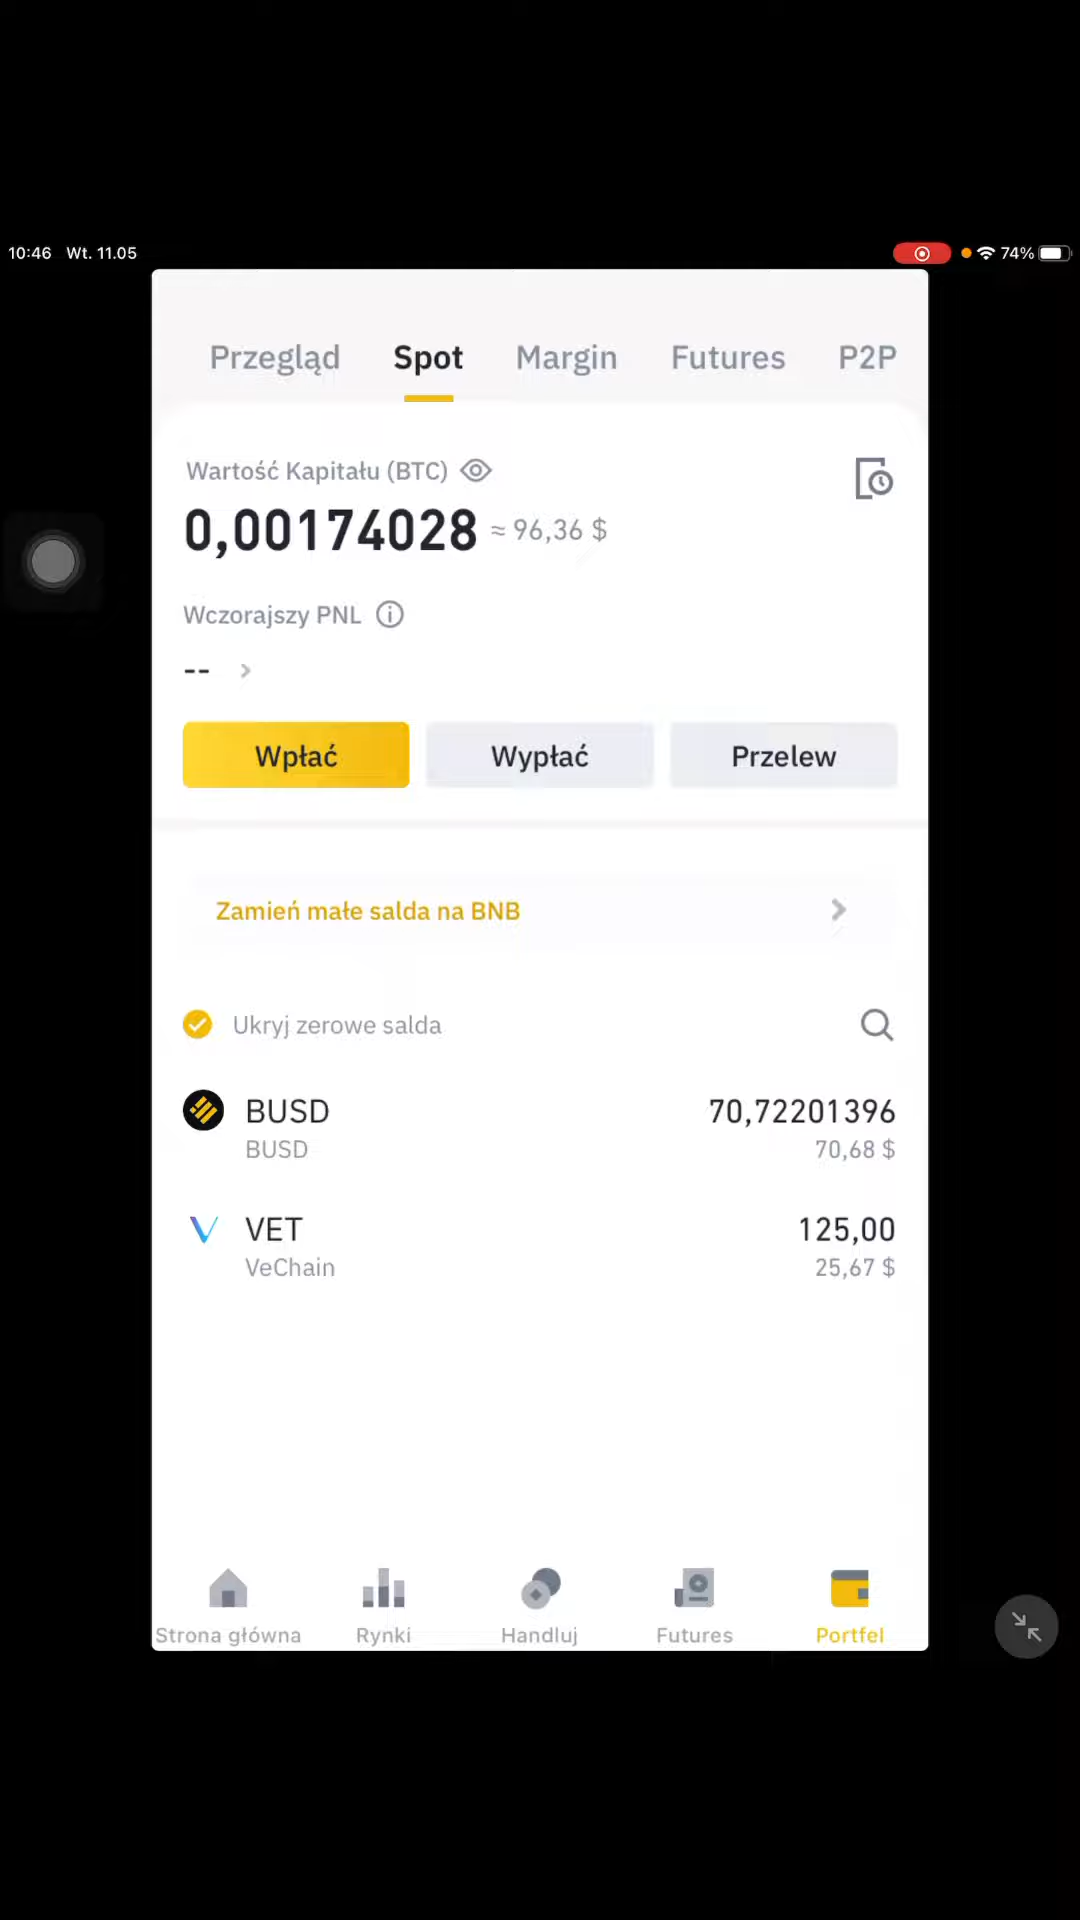 10:46 Wt. 11.05 74%
Przegląd Spot Margin Futures P2P
Wartość Kapitału (BTC)
0,00174028 ≈ 96,36 $
Wczorajszy PNL
-- >
Wpłać Wypłać Przelew
Zamień małe salda na BNB
Ukryj zerowe salda
BUSD 70,72201396
BUSD 70,68 $
VET 125,00
VeChain 25,67 $
Strona główna Rynki Handluj Futures Portfel